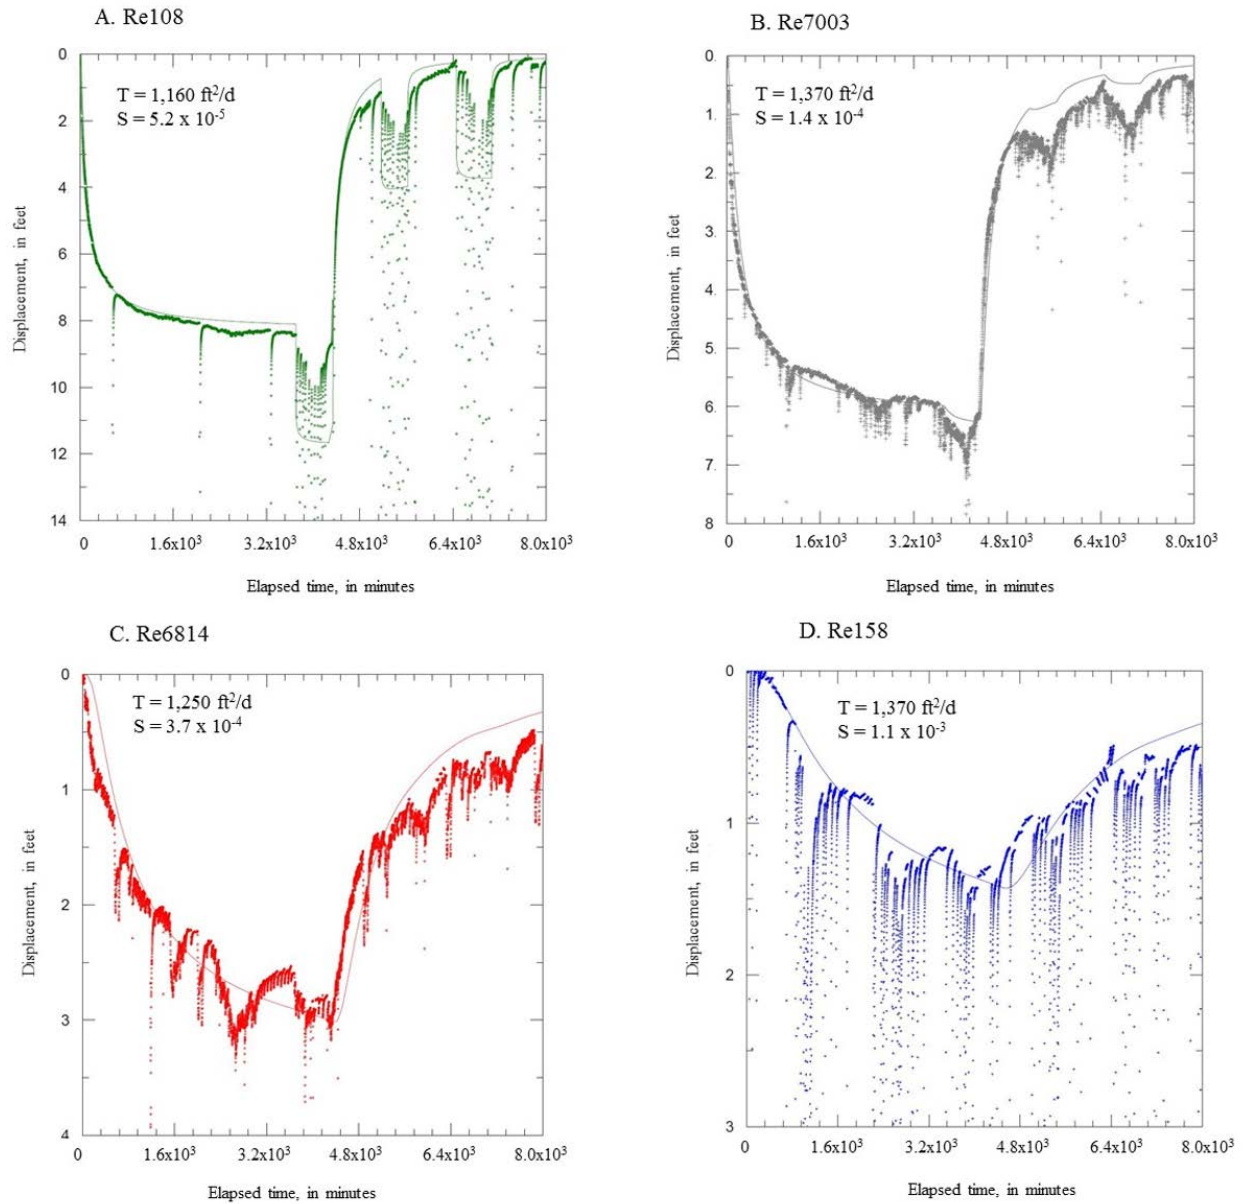 A. Re108
0
2
4
6
8
10
12
14
T = 1,160 ft²/d
S = 5.2 x 10⁻⁵
Displacement, in feet
0 1.6x10³ 3.2x10³ 4.8x10³ 6.4x10³ 8.0x10³
Elapsed time, in minutes
B. Re7003
0.
1.
2.
3.
4.
5.
6.
7.
8
T = 1,370 ft²/d
S = 1.4 x 10⁻⁴
Displacement, in feet
0 1.6x10³ 3.2x10³ 4.8x10³ 6.4x10³ 8.0x10³
Elapsed time, in minutes
C. Re6814
0
1
2
3
4
T = 1,250 ft²/d
S = 3.7 x 10⁻⁴
Displacement, in feet
0 1.6x10³ 3.2x10³ 4.8x10³ 6.4x10³ 8.0x10³
Elapsed time, in minutes
D. Re158
0
1
2
3
T = 1,370 ft²/d
S = 1.1 x 10⁻³
Displacement, in feet
0 1.6x10³ 3.2x10³ 4.8x10³ 6.4x10³ 8.0x10³
Elapsed time, in minutes